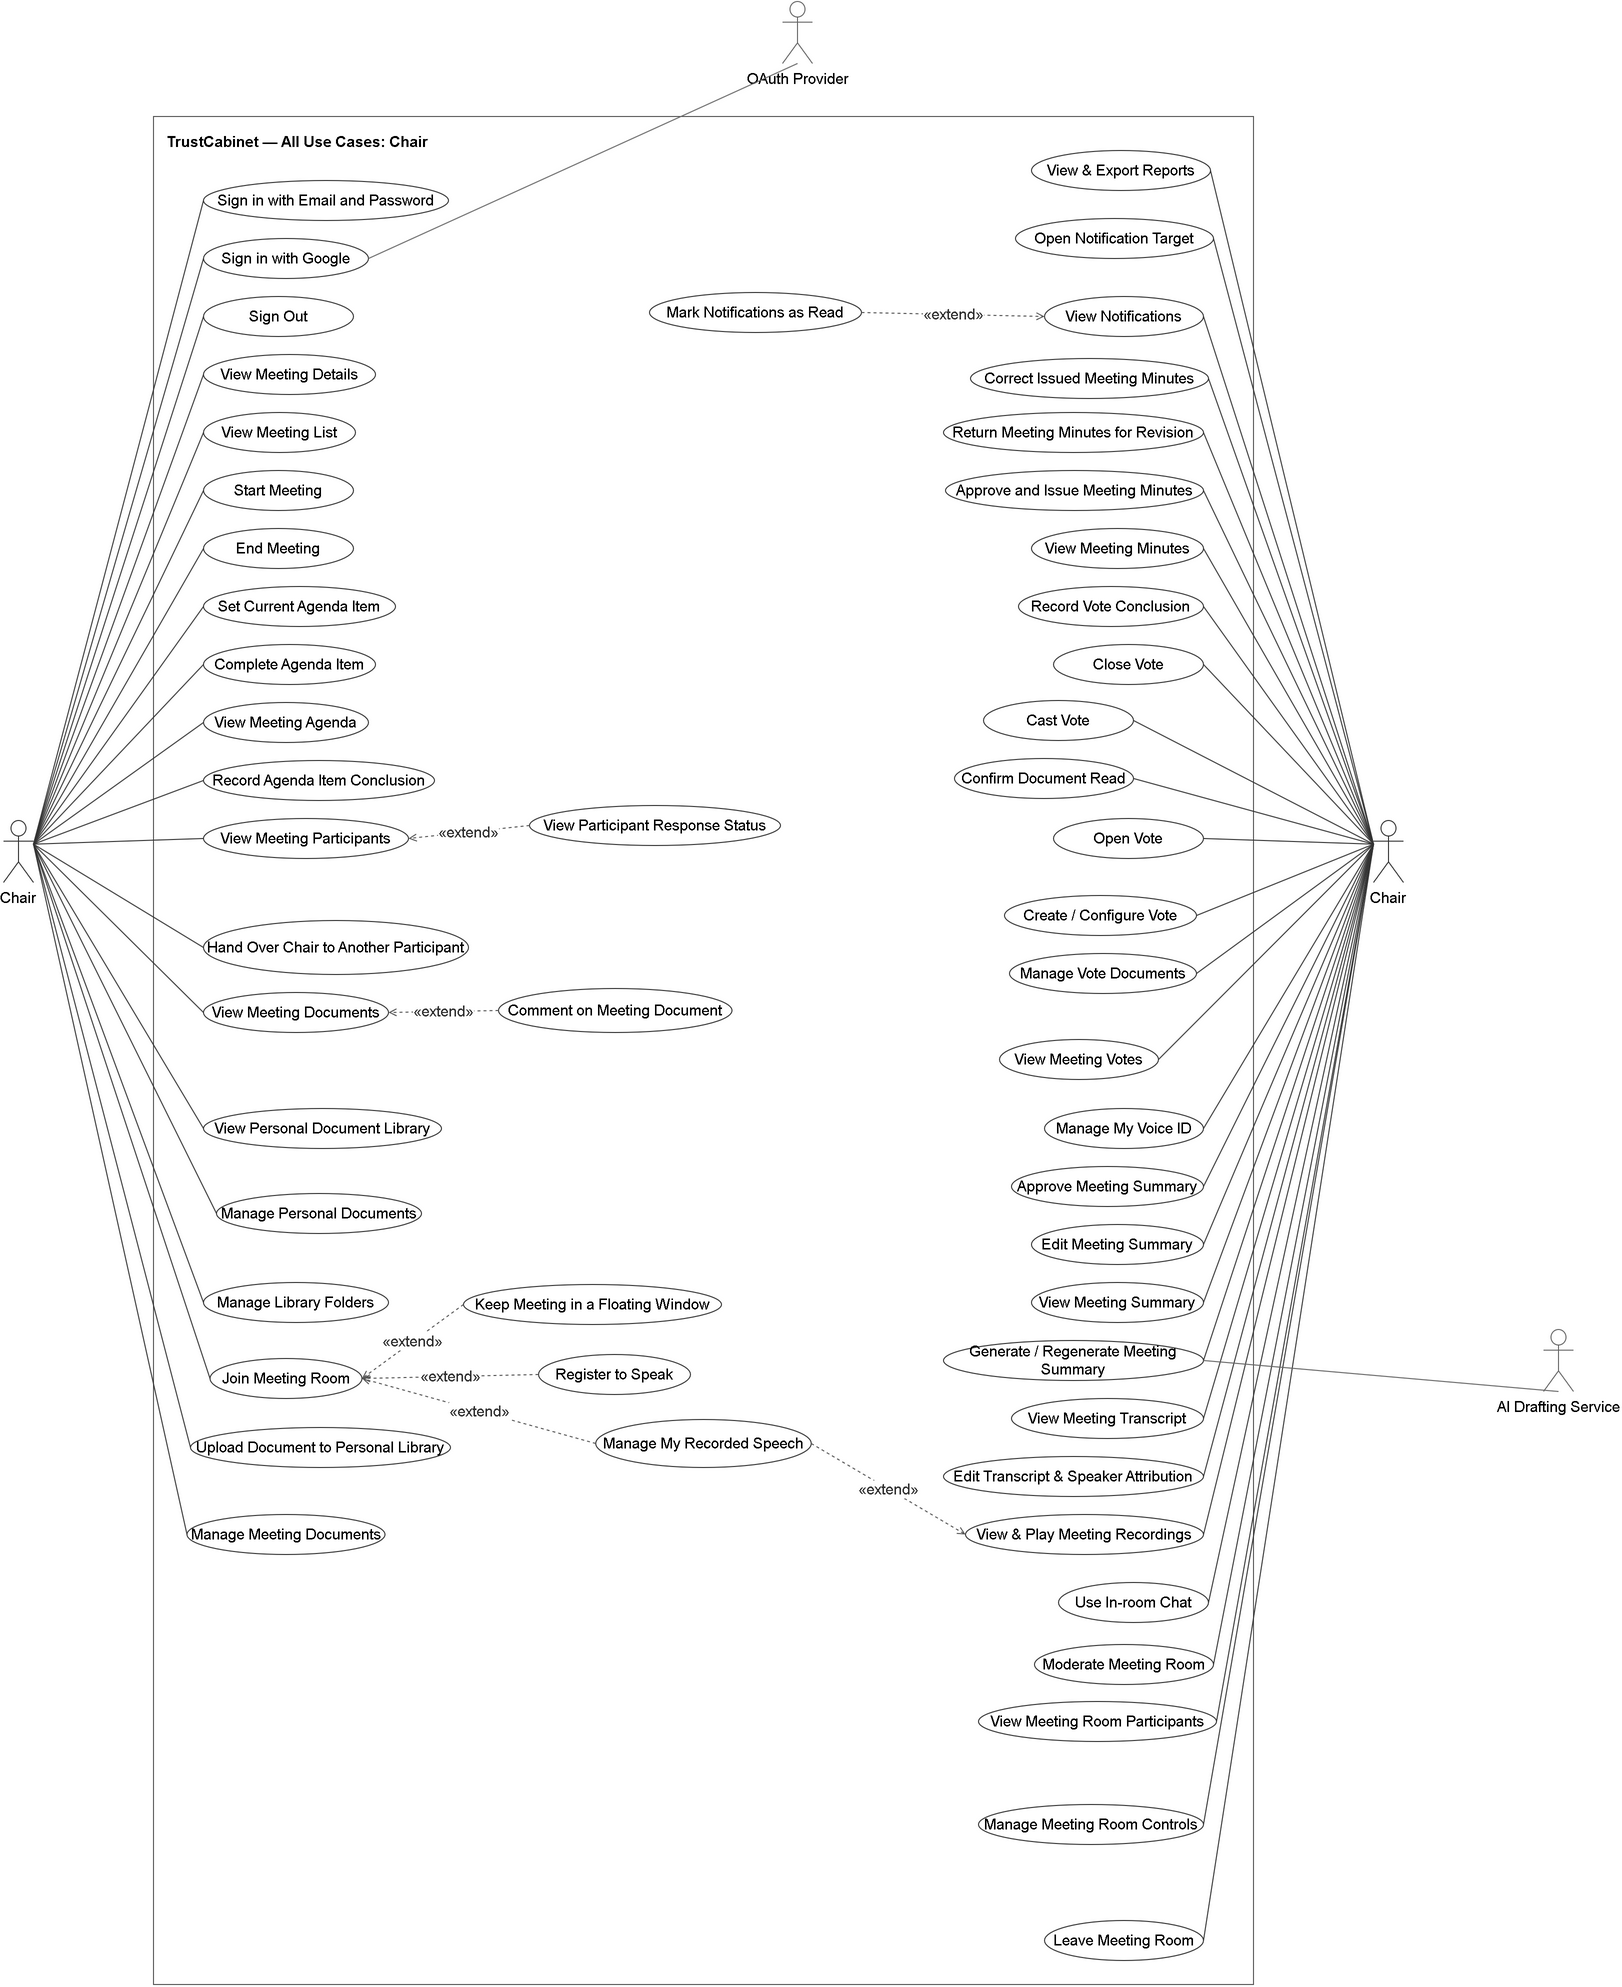 OAuth Provider
TrustCabinet — All Use Cases: Chair
Sign in with Email and Password
Sign in with Google
Sign Out
View Meeting Details
View Meeting List
Start Meeting
End Meeting
Set Current Agenda Item
Complete Agenda Item
View Meeting Agenda
Record Agenda Item Conclusion
View Meeting Participants
«extend»
View Participant Response Status
Chair
Hand Over Chair to Another Participant
View Meeting Documents
«extend»
Comment on Meeting Document
View Personal Document Library
Manage Personal Documents
Manage Library Folders
Keep Meeting in a Floating Window
«extend»
Join Meeting Room
«extend»
Register to Speak
«extend»
Manage My Recorded Speech
«extend»
Upload Document to Personal Library
Manage Meeting Documents
View & Export Reports
Open Notification Target
Mark Notifications as Read
«extend»
View Notifications
Correct Issued Meeting Minutes
Return Meeting Minutes for Revision
Approve and Issue Meeting Minutes
View Meeting Minutes
Record Vote Conclusion
Close Vote
Cast Vote
Confirm Document Read
Open Vote
Chair
Create / Configure Vote
Manage Vote Documents
View Meeting Votes
Manage My Voice ID
Approve Meeting Summary
Edit Meeting Summary
View Meeting Summary
Generate / Regenerate Meeting
Summary
AI Drafting Service
View Meeting Transcript
Edit Transcript & Speaker Attribution
View & Play Meeting Recordings
Use In-room Chat
Moderate Meeting Room
View Meeting Room Participants
Manage Meeting Room Controls
Leave Meeting Room